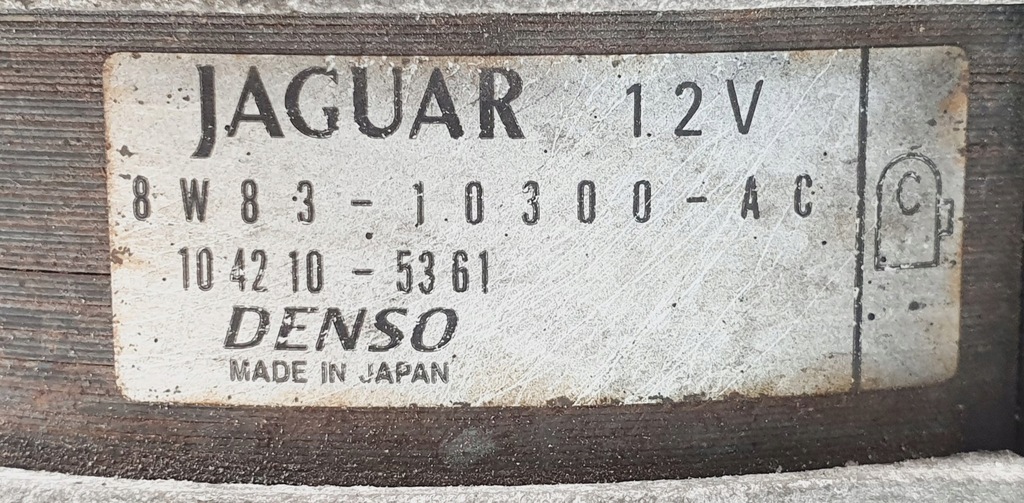 JAGUAR 12V
8W83-10300-AC
104210-5361
DENSO
MADE IN JAPAN
C